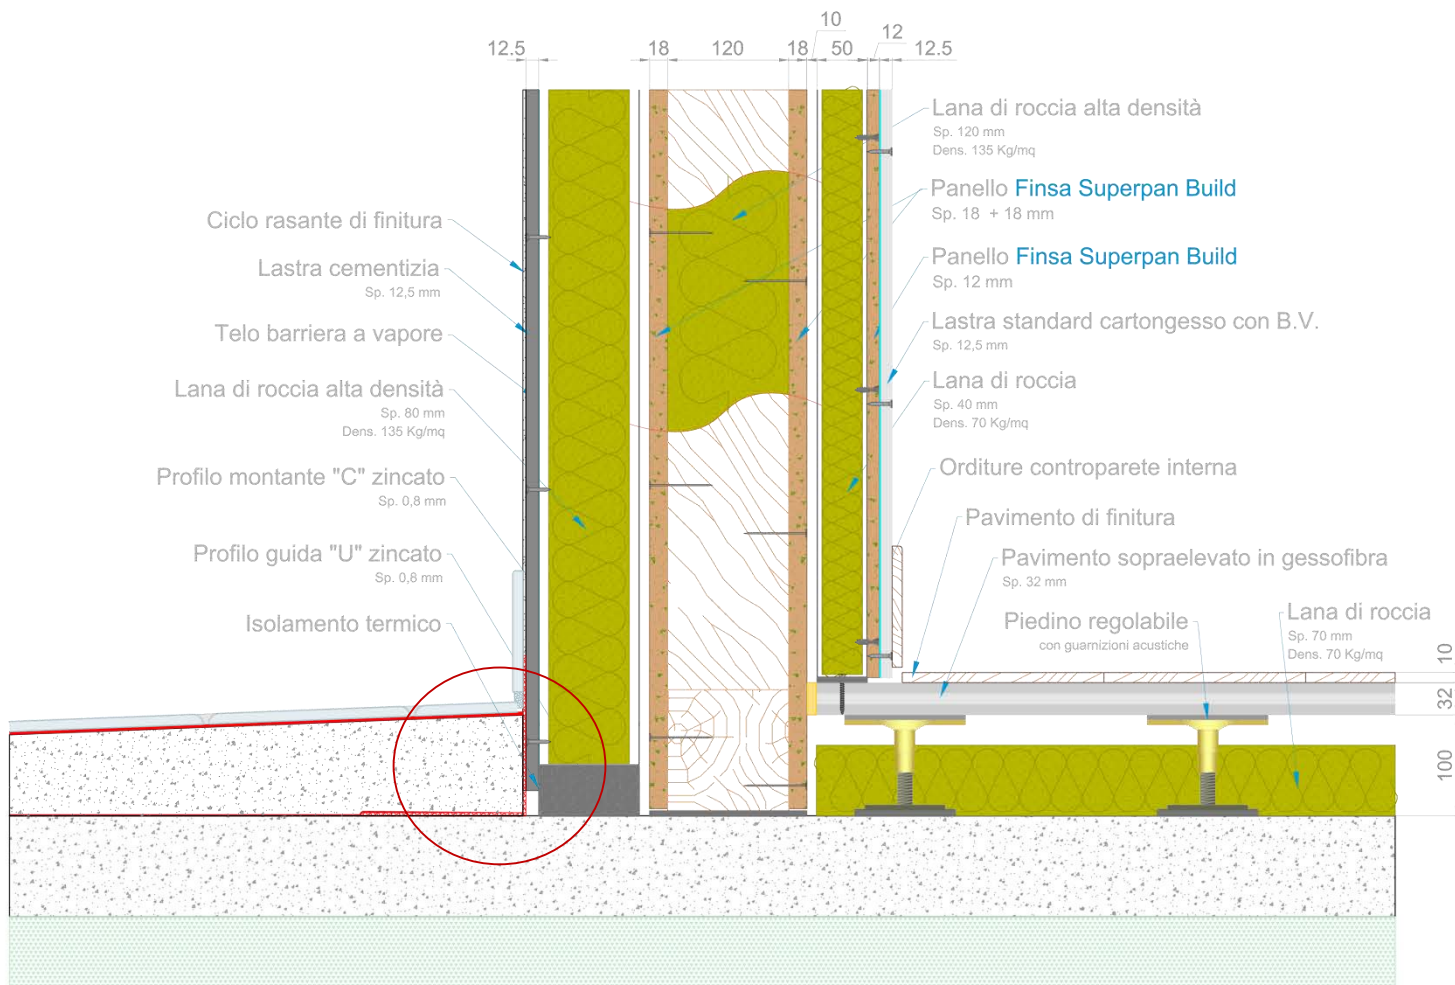 10
12.5
18
120
18
50
12
12.5
Lana di roccia alta densità
Sp. 120 mm
Dens. 135 Kg/mq
Panello Finsa Superpan Build
Sp. 18 + 18 mm
Panello Finsa Superpan Build
Sp. 12 mm
Lastra standard cartongesso con B.V.
Sp. 12,5 mm
Lana di roccia
Sp. 40 mm
Dens. 70 Kg/mq
Orditure controparete interna
Pavimento di finitura
Pavimento sopraelevato in gessofibra
Sp. 32 mm
Piedino regolabile
con guarnizioni acustiche
Lana di roccia
Sp. 70 mm
Dens. 70 Kg/mq
10
32
100
Ciclo rasante di finitura
Lastra cementizia
Sp. 12,5 mm
Telo barriera a vapore
Lana di roccia alta densità
Sp. 80 mm
Dens. 135 Kg/mq
Profilo montante "C" zincato
Sp. 0,8 mm
Profilo guida "U" zincato
Sp. 0,8 mm
Isolamento termico